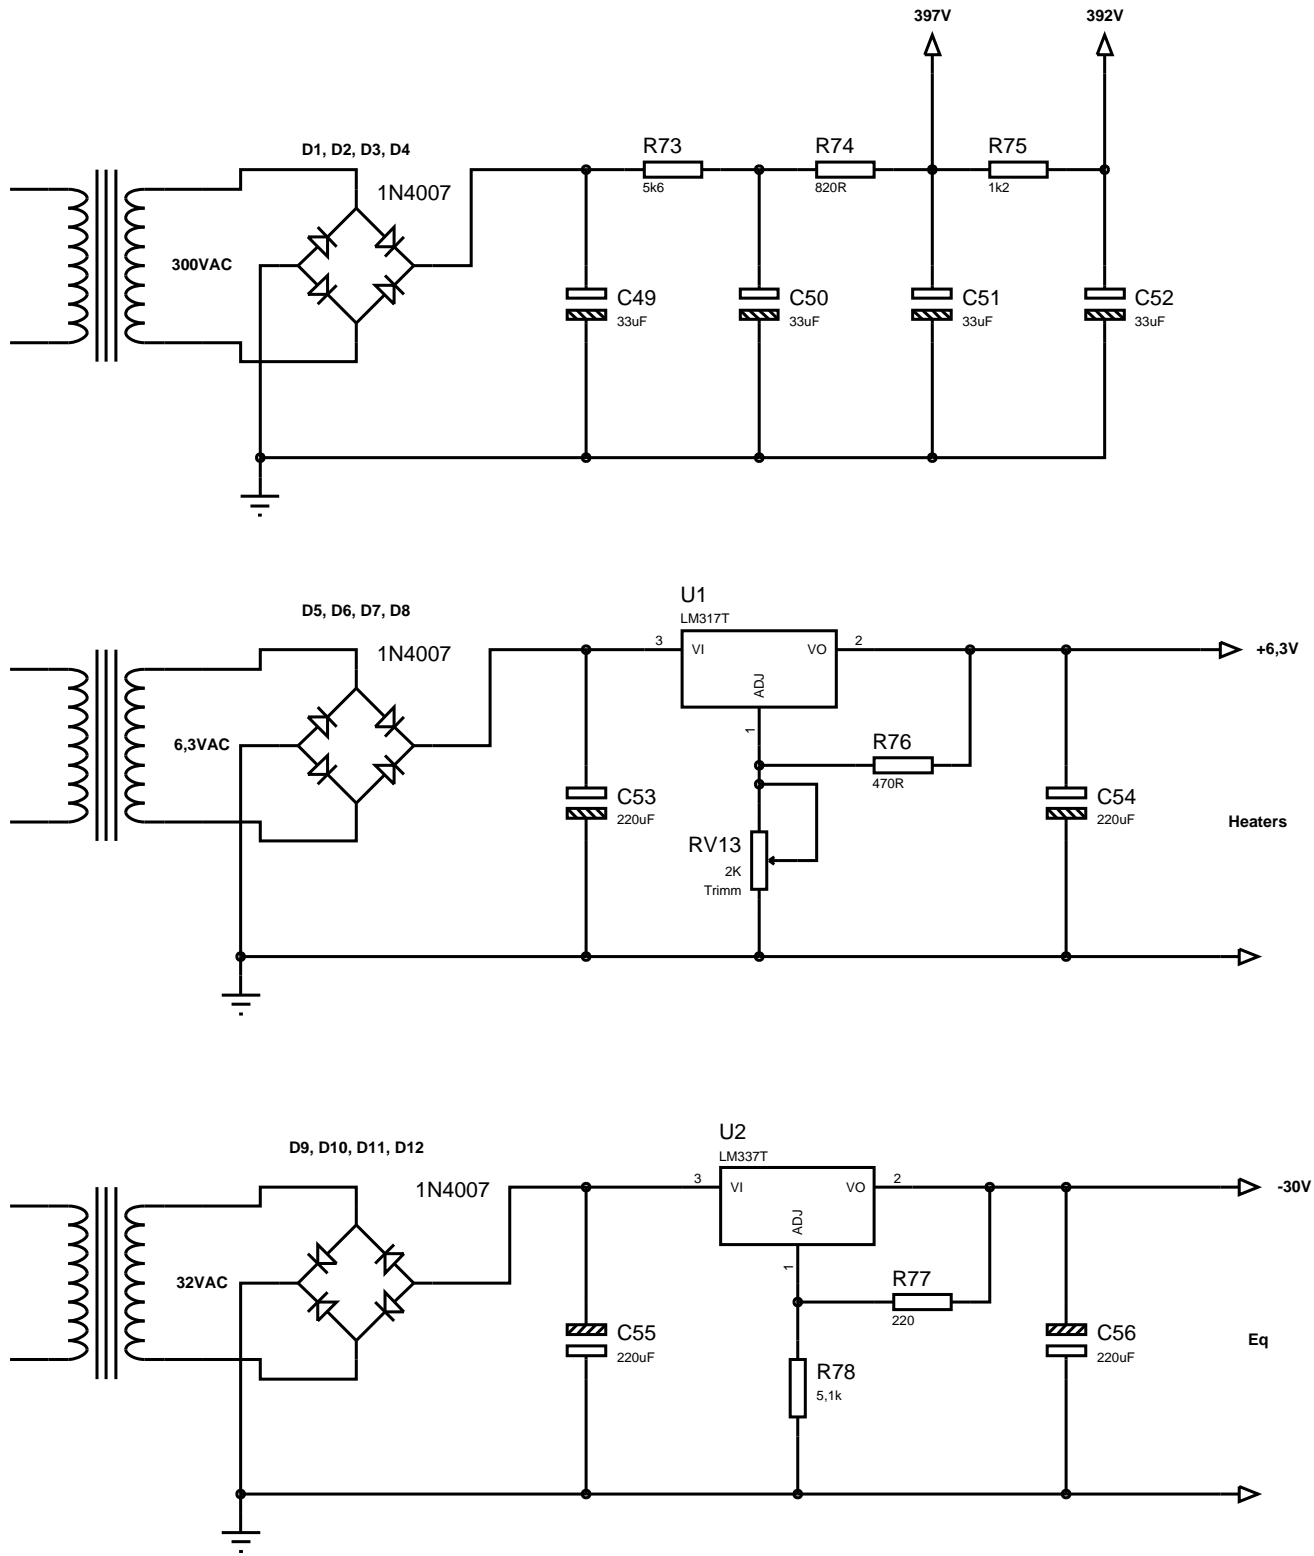 397V
392V
D1, D2, D3, D4
1N4007
300VAC
R73
5k6
R74
820R
R75
1k2
C49
33uF
C50
33uF
C51
33uF
C52
33uF
D5, D6, D7, D8
1N4007
6,3VAC
U1
LM317T
3
VI
VO
2
ADJ
1
+6,3V
R76
470R
C53
220uF
RV13
2K
Trimm
C54
220uF
Heaters
D9, D10, D11, D12
1N4007
32VAC
U2
LM337T
3
VI
VO
2
ADJ
1
-30V
R77
220
C55
220uF
R78
5,1k
C56
220uF
Eq